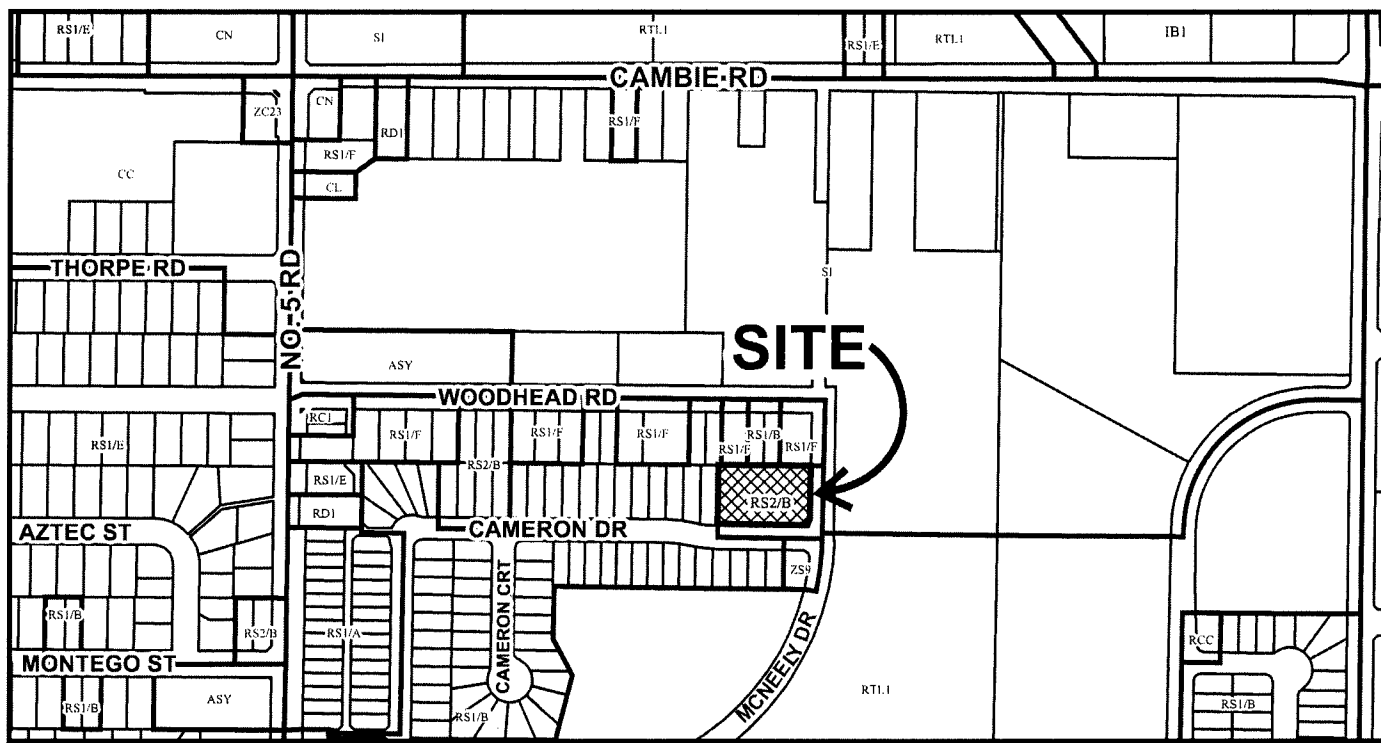 RS1/E
CN
SI
RTL1
RS1/E
RTL1
IB1
CAMBIE RD
ZC23
CN
RD1
RS1/F
RS1/F
CC
CL
THORPE RD
NO. 5 RD
SI
SITE
ASY
WOODHEAD RD
RC1
RS1/E
RS1/F
RS1/F
RS1/F
RS1/F
RS1/B
RS1/F
RS2/B
RS1/E
RS2/B
RD1
AZTEC ST
CAMERON DR
ZS9
CAMERON CRT
RS1/B
RS2/B
RS1/A
RCC
MONTEGO ST
MCNEELY DR
RTL1
ASY
RS1/B
RS1/B
RS1/B